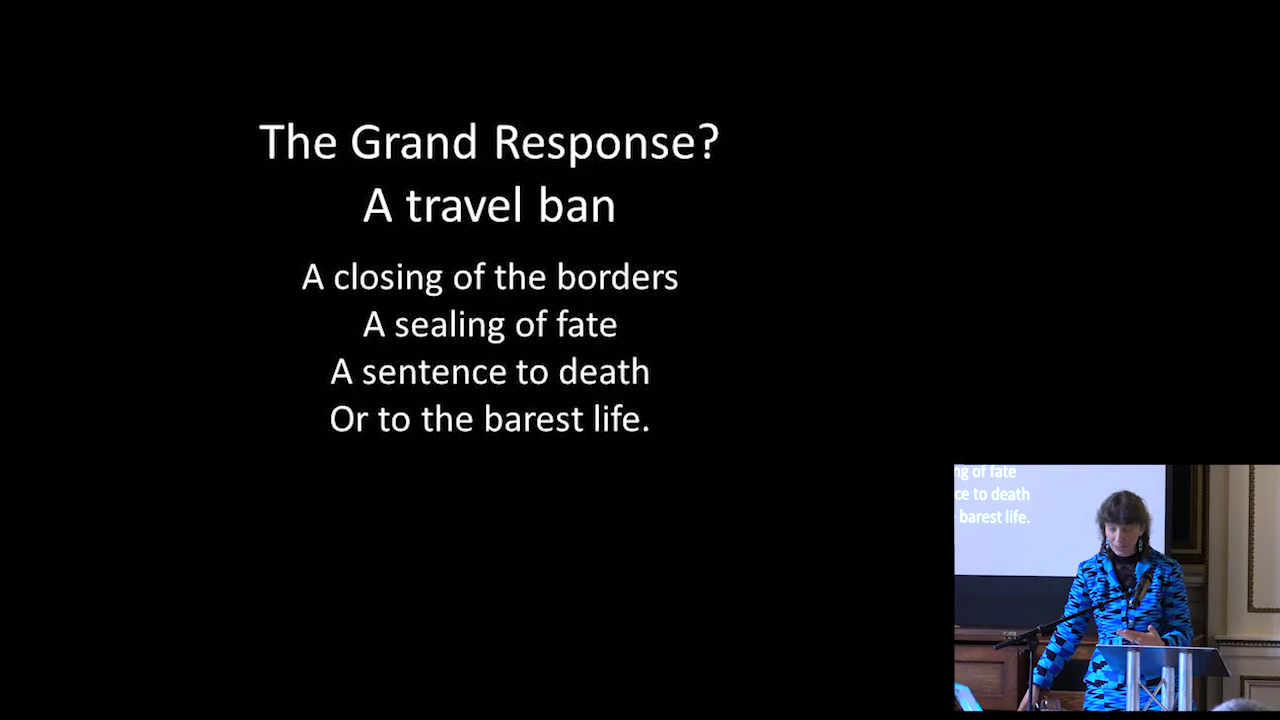 The Grand Response?
A travel ban
A closing of the borders
A sealing of fate
A sentence to death
Or to the barest life.
ng of fate
ce to death
barest life.